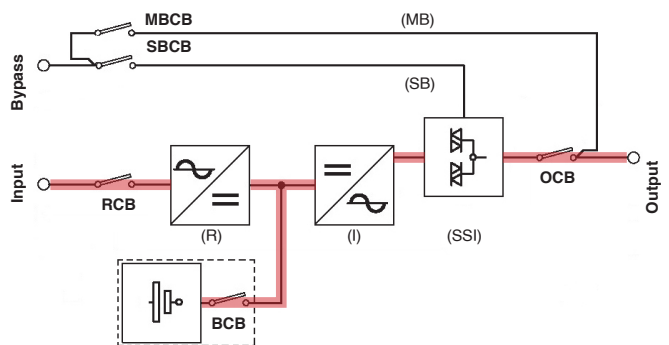 MBCB
(MB)
SBCB
Bypass
(SB)
Input
RCB
(R)
(I)
(SSI)
OCB
Output
BCB